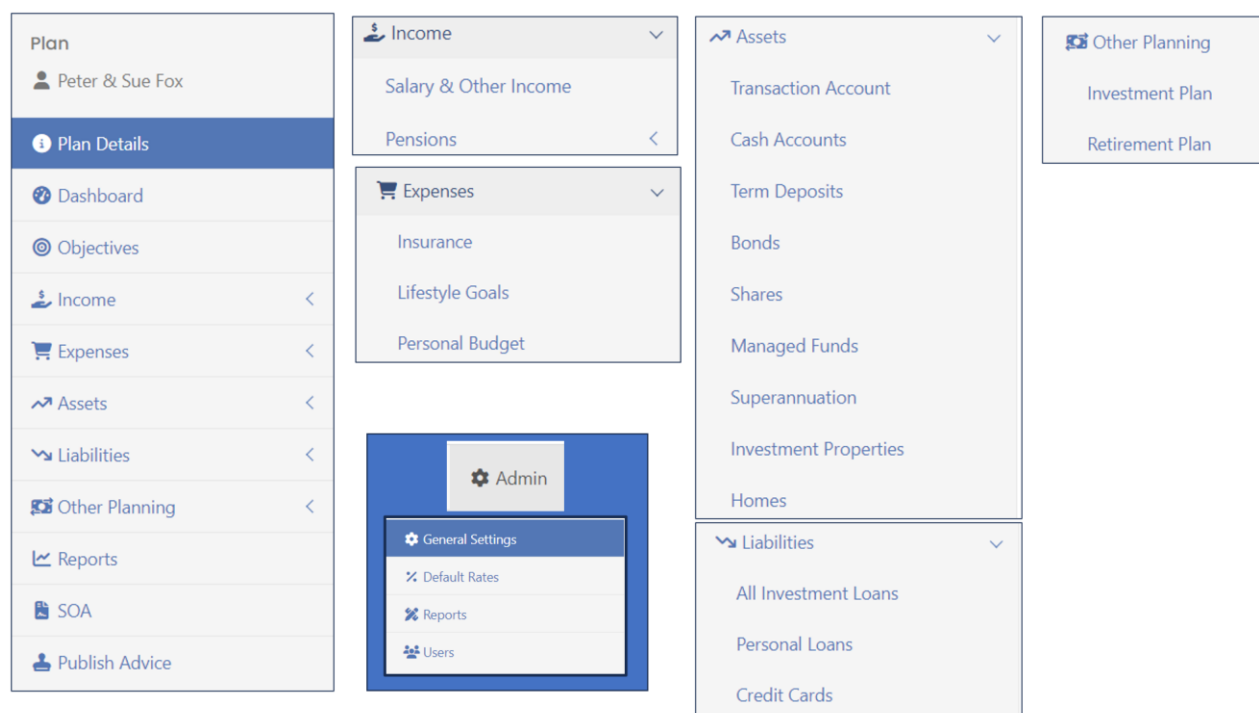 Plan
Peter & Sue Fox
Plan Details
Dashboard
Objectives
Income
Expenses
Assets
Liabilities
Other Planning
Reports
SOA
Publish Advice
Income
Salary & Other Income
Pensions
Expenses
Insurance
Lifestyle Goals
Personal Budget
Admin
General Settings
Default Rates
Reports
Users
Assets
Transaction Account
Cash Accounts
Term Deposits
Bonds
Shares
Managed Funds
Superannuation
Investment Properties
Homes
Liabilities
All Investment Loans
Personal Loans
Credit Cards
Other Planning
Investment Plan
Retirement Plan